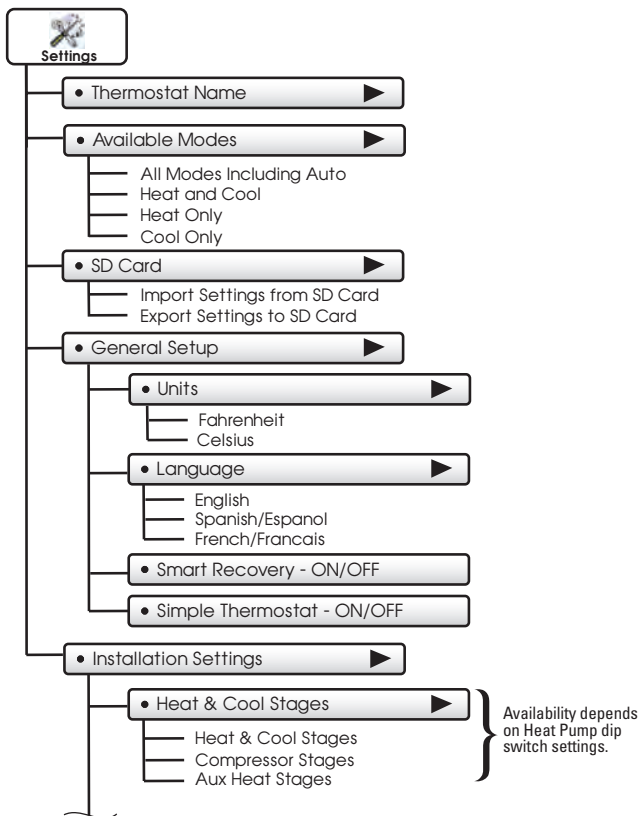 Settings
• Thermostat Name
• Available Modes
All Modes Including Auto
Heat and Cool
Heat Only
Cool Only
• SD Card
Import Settings from SD Card
Export Settings to SD Card
• General Setup
• Units
Fahrenheit
Celsius
• Language
English
Spanish/Espanol
French/Francais
• Smart Recovery - ON/OFF
• Simple Thermostat - ON/OFF
• Installation Settings
• Heat & Cool Stages
Heat & Cool Stages
Compressor Stages
Aux Heat Stages
Availability depends
on Heat Pump dip
switch settings.